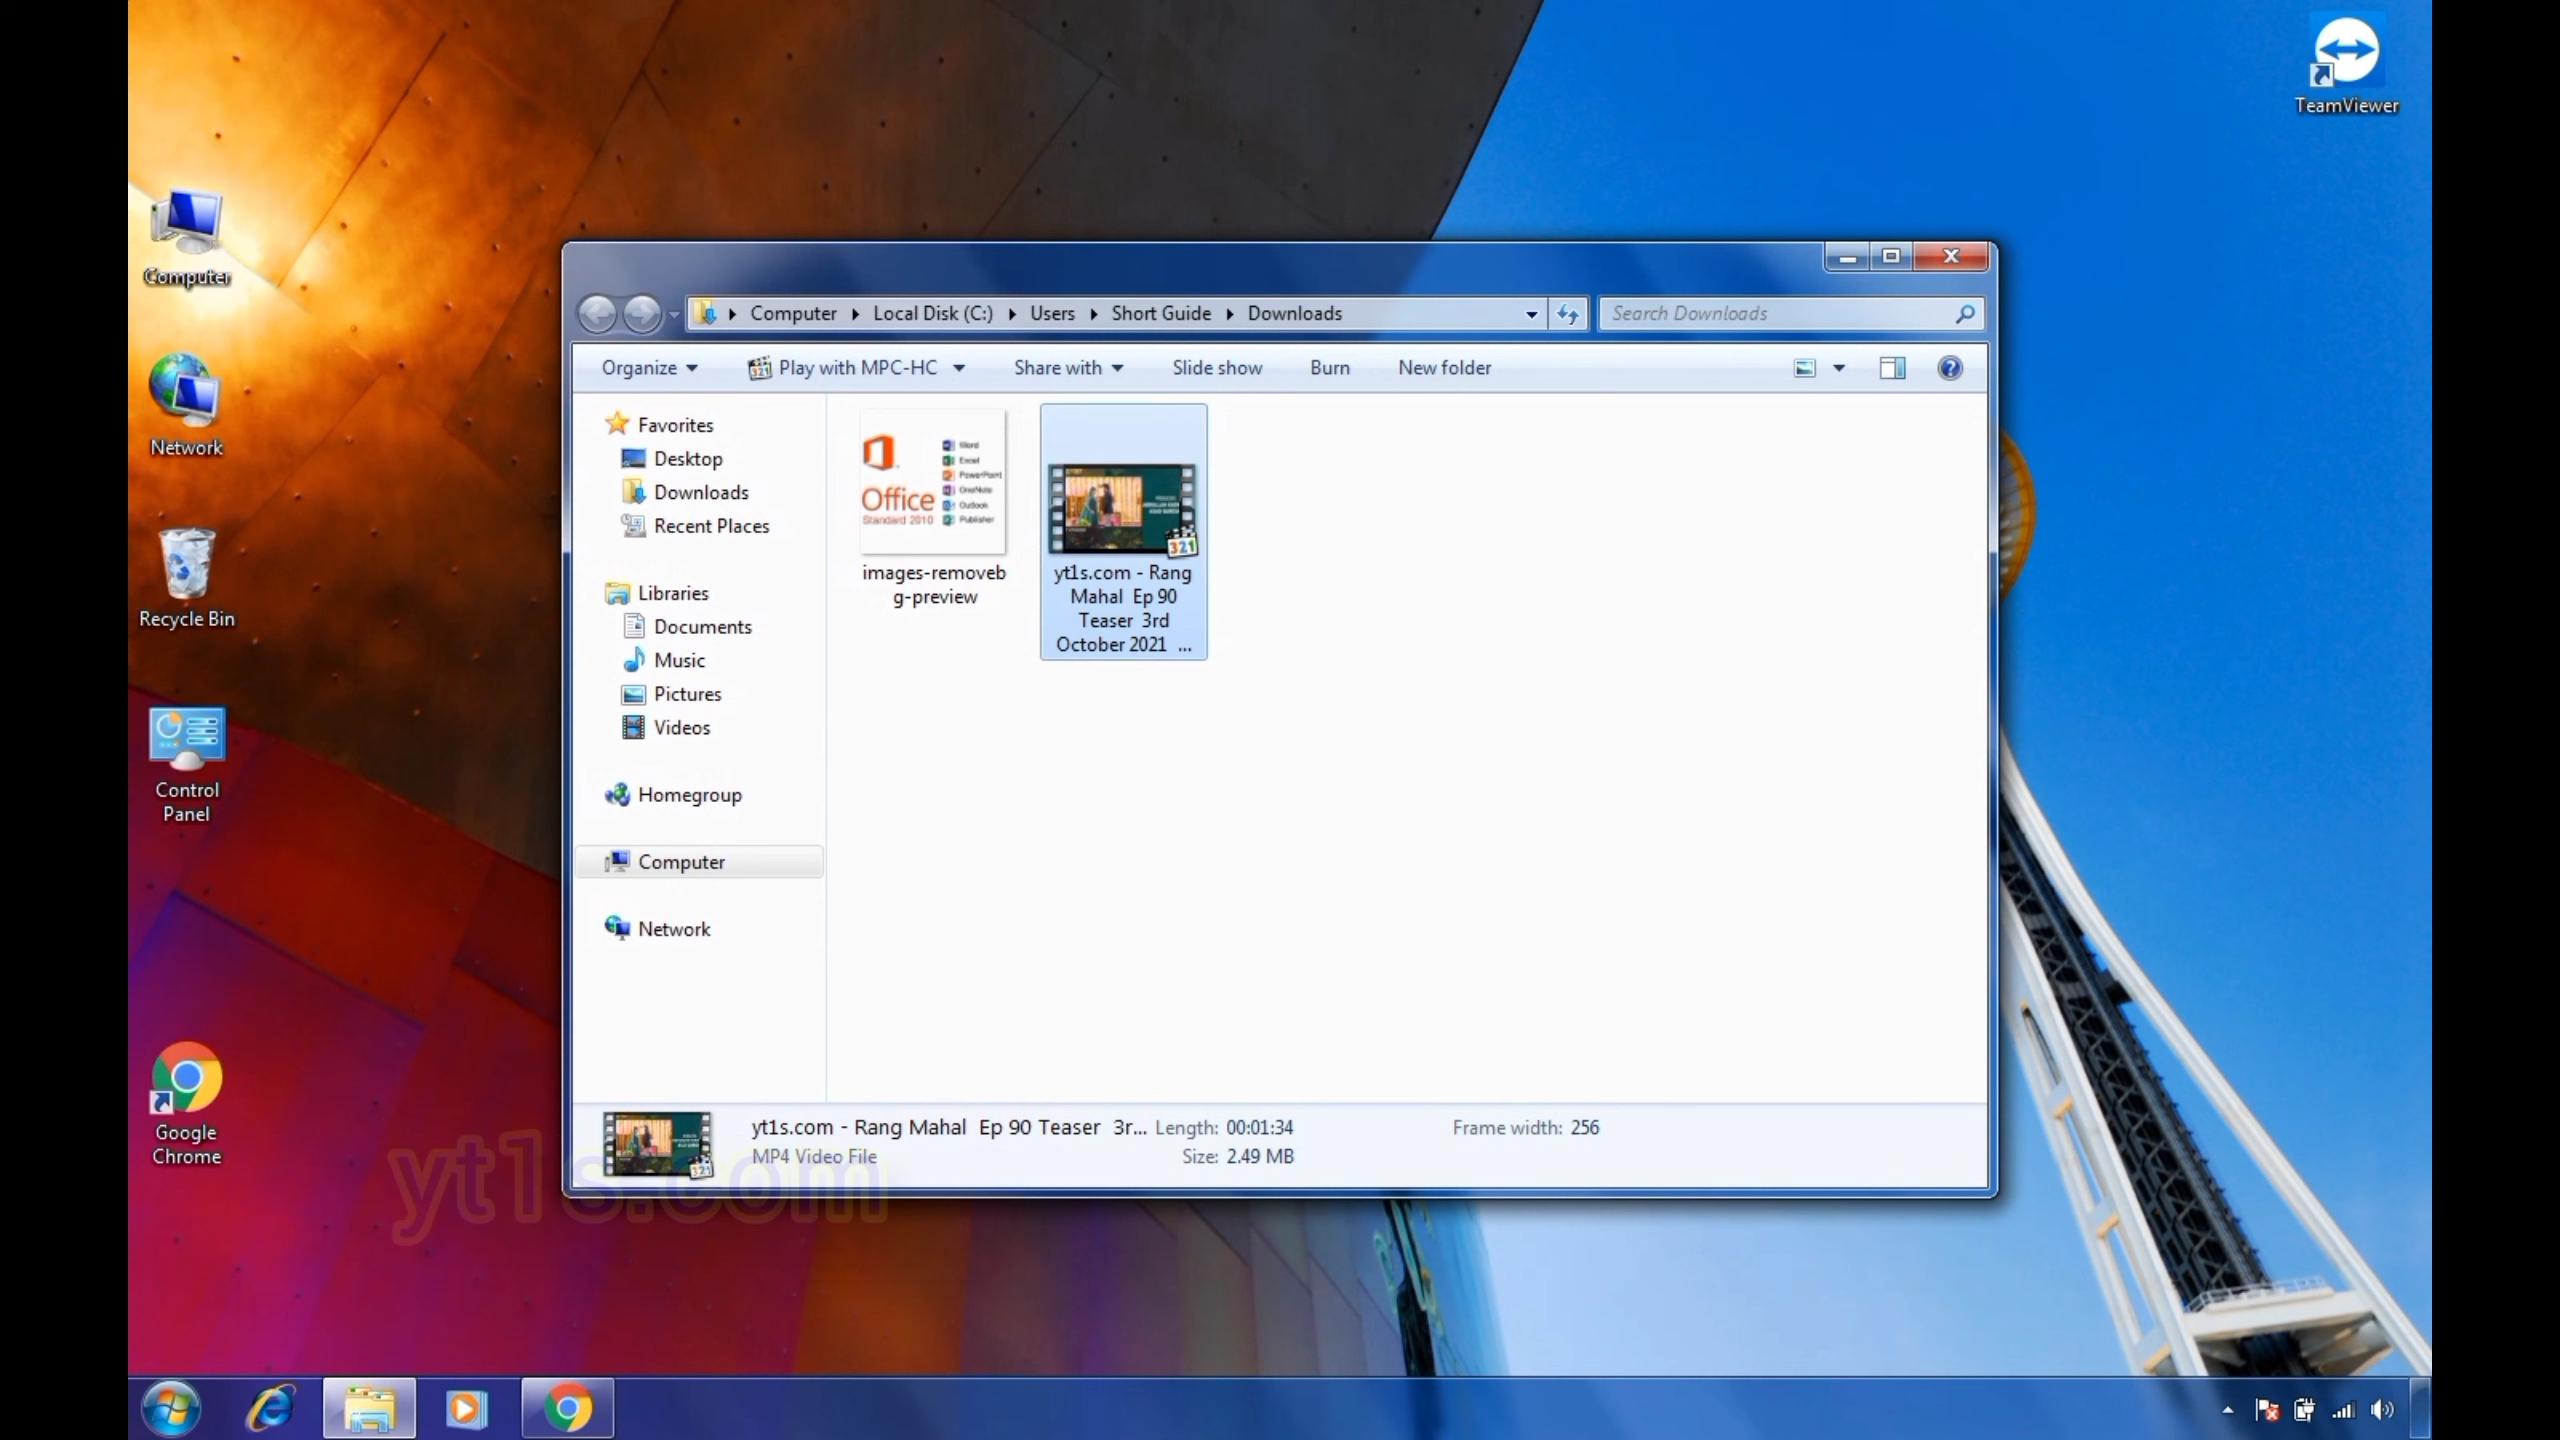 TeamViewer
Computer
Network
Recycle Bin
Control
Panel
Google
Chrome
Computer Local Disk (C:) Users Short Guide Downloads
Search Downloads
Organize Play with MPC-HC Share with Slide show Burn New folder
Favorites
Desktop
Downloads
Recent Places
Libraries
Documents
Music
Pictures
Videos
Homegroup
Computer
Network
Office
Standard 2010
Word
Excel
PowerPoint
OneNote
Outlook
Publisher
images-removeb
g-preview
321
yt1s.com - Rang
Mahal Ep 90
Teaser 3rd
October 2021 ...
yt1s.com - Rang Mahal Ep 90 Teaser 3r... Length: 00:01:34 Frame width: 256
MP4 Video File Size: 2.49 MB
321
yt1s.com